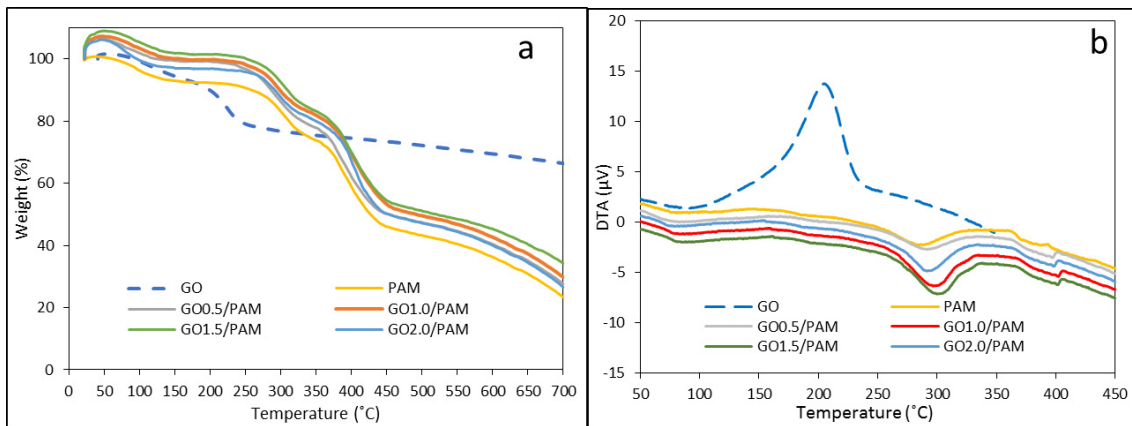 a
100
80
60
40
20
0
Weight (%)
GO PAM
GO0.5/PAM GO1.0/PAM
GO1.5/PAM GO2.0/PAM
0 50 100 150 200 250 300 350 400 450 500 550 600 650 700
Temperature (˚C)
b
20
15
10
5
0
-5
-10
-15
DTA (µV)
GO PAM
GO0.5/PAM GO1.0/PAM
GO1.5/PAM GO2.0/PAM
50 100 150 200 250 300 350 400 450
Temperature (˚C)